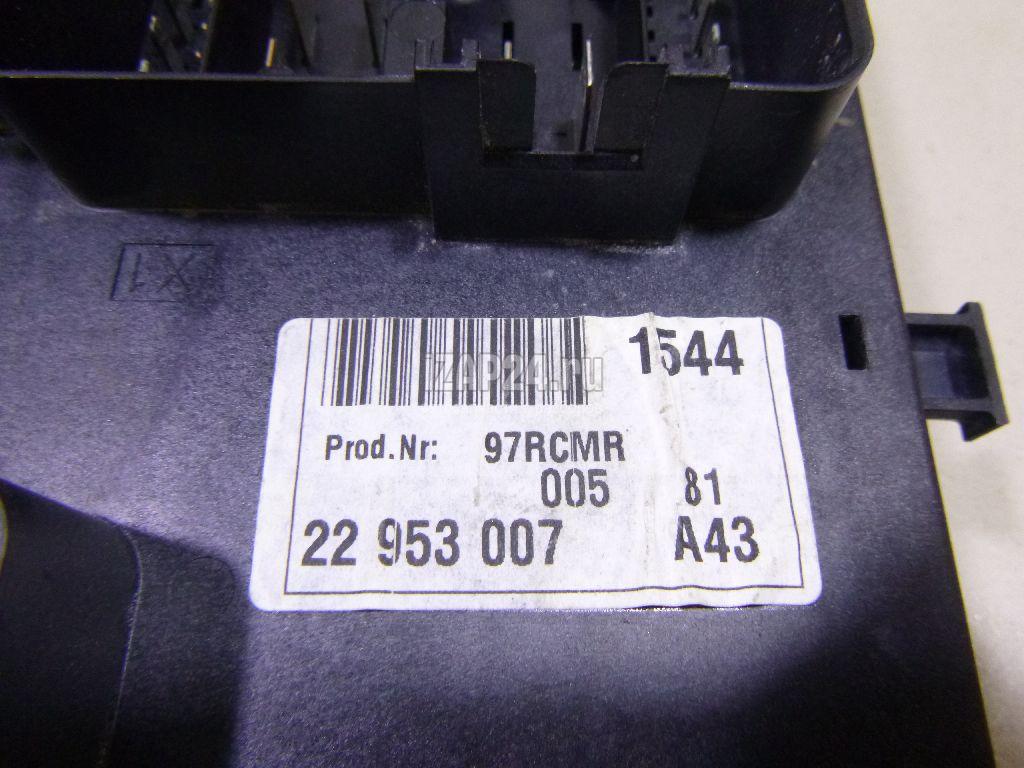 X1
1544
iZAP24.ru
Prod.Nr: 97RCMR
005 81
22 953 007 A43